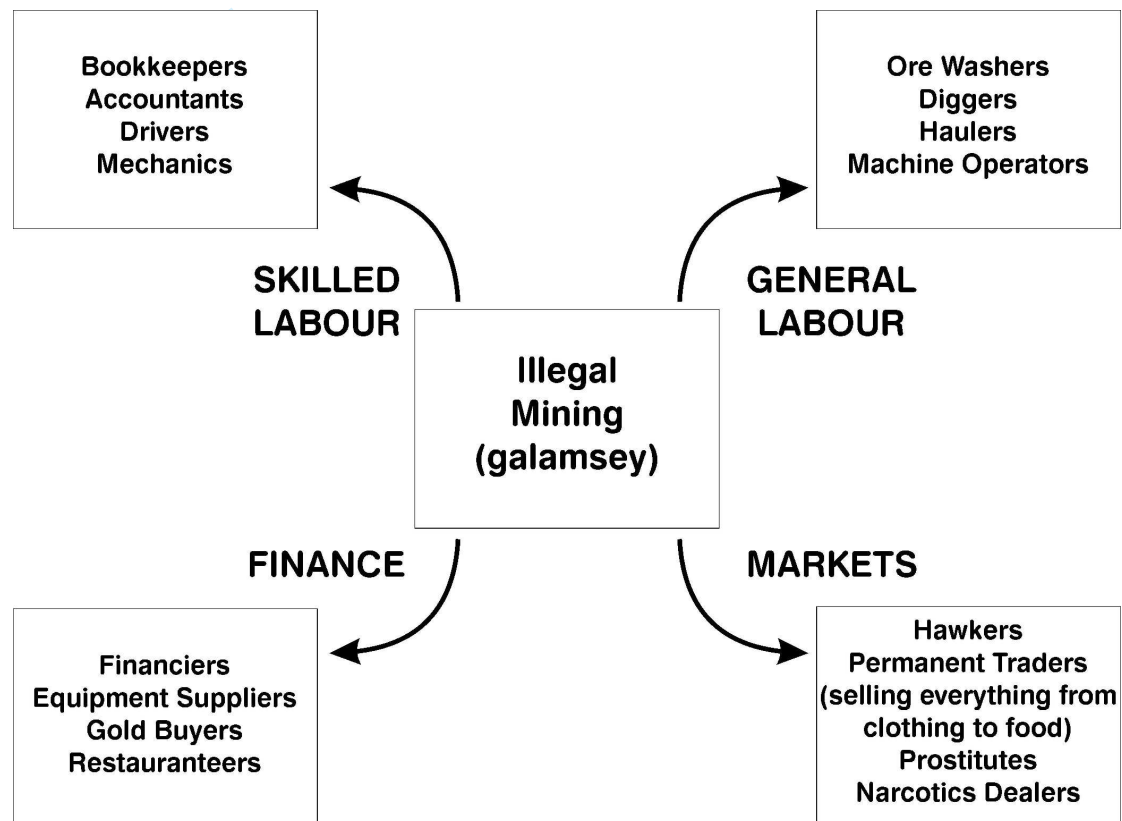 Bookkeepers
Accountants
Drivers
Mechanics
Ore Washers
Diggers
Haulers
Machine Operators
SKILLED
LABOUR
GENERAL
LABOUR
Illegal
Mining
(galamsey)
FINANCE
MARKETS
Financiers
Equipment Suppliers
Gold Buyers
Restauranteers
Hawkers
Permanent Traders
(selling everything from
clothing to food)
Prostitutes
Narcotics Dealers